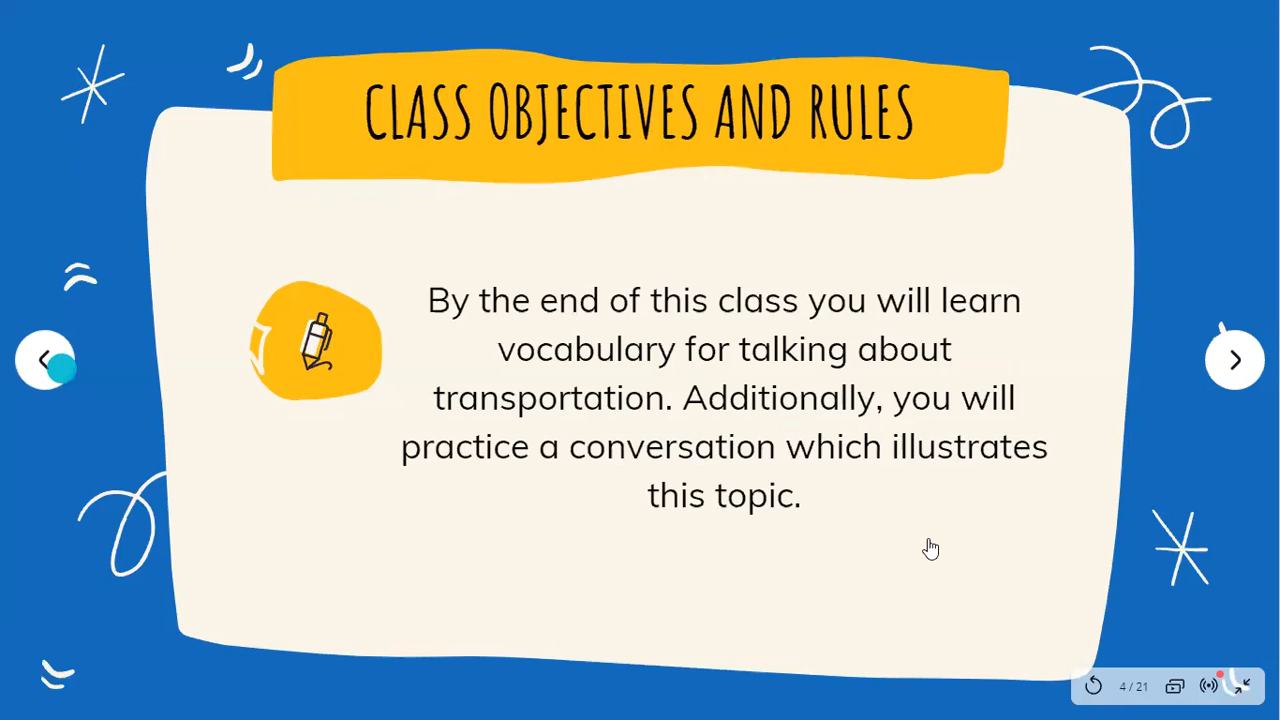 CLASS OBJECTIVES AND RULES
By the end of this class you will learn
vocabulary for talking about
transportation. Additionally, you will
practice a conversation which illustrates
this topic.
4 / 21